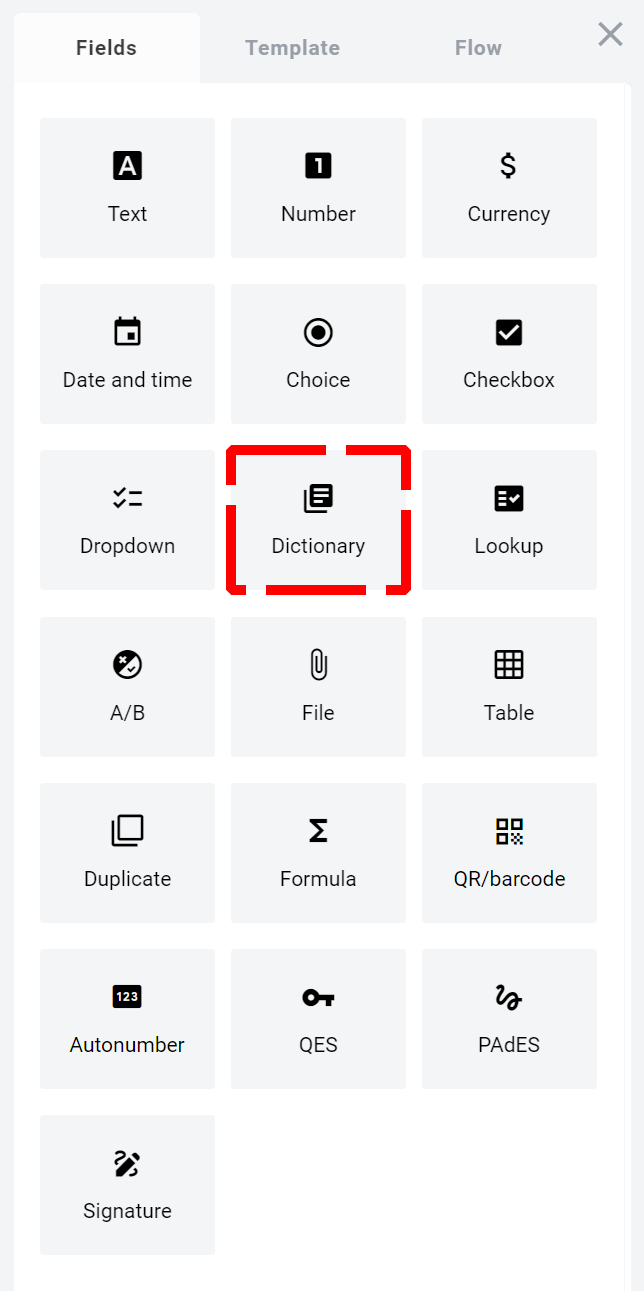 Fields Template Flow
A 1 $
Text Number Currency
Date and time Choice Checkbox
Dropdown Dictionary Lookup
A/B File Table
Σ
Duplicate Formula QR/barcode
123
Autonumber QES PAdES
Signature